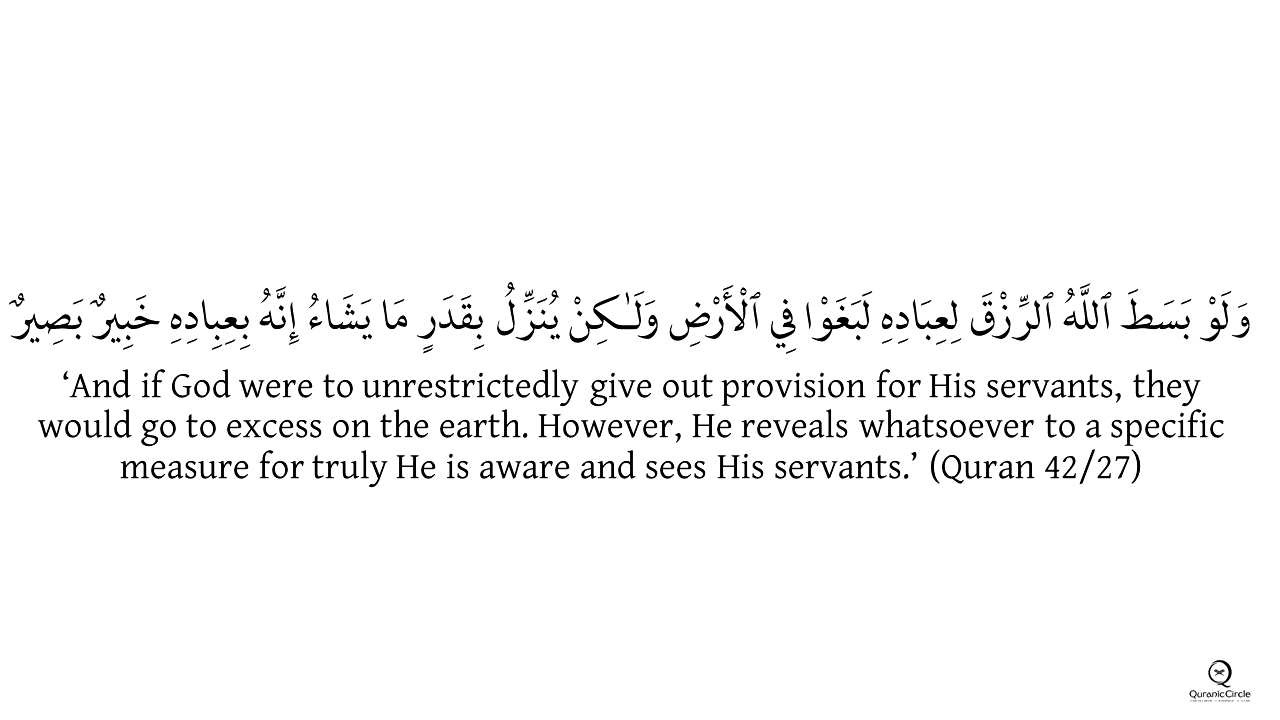 وَلَوْ بَسَطَ ٱللَّهُ ٱلرِّزْقَ لِعِبَادِهِ لَبَغَوْا فِي ٱلْأَرْضِ وَلَـٰكِنْ يُنَزِّلُ بِقَدَرٍ مَا يَشَاءُ إِنَّهُ بِعِبِادِهِ خَبِيرٌ بَصِيرٌ
‘And if God were to unrestrictedly give out provision for His servants, they
would go to excess on the earth. However, He reveals whatsoever to a specific
measure for truly He is aware and sees His servants.’ (Quran 42/27)
QuranicCircle